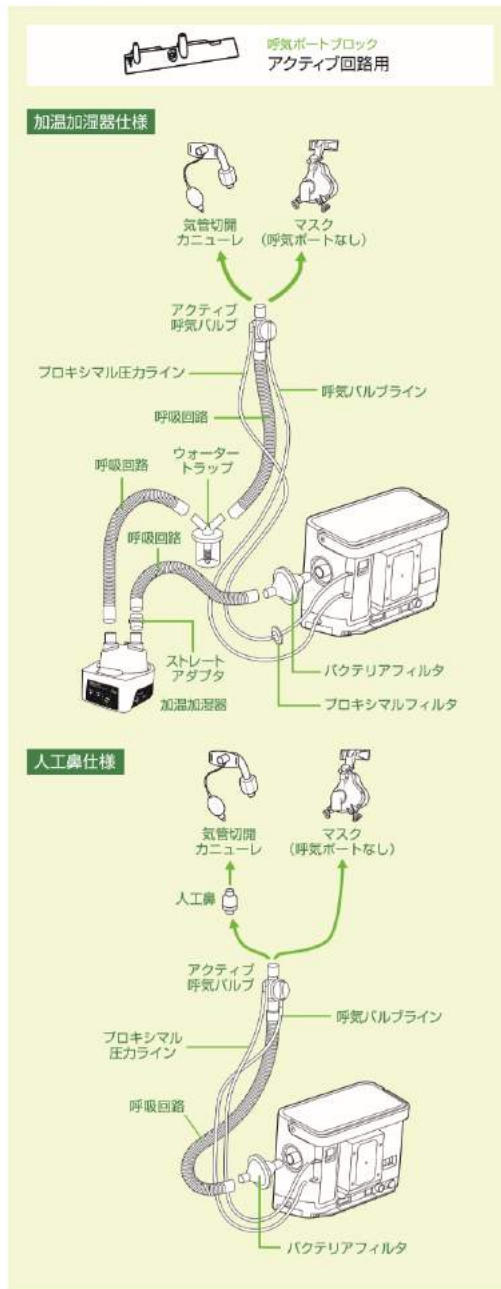 呼気ポートブロック
アクティブ回路用
加温加湿器仕様
気管切開
カニューレ
マスク
（呼気ポートなし）
アクティブ
呼気バルブ
プロキシマル圧力ライン
呼気バルブライン
呼吸回路
ウォーター
トラップ
呼吸回路
呼吸回路
ストレート
アダプタ
加温加湿器
バクテリアフィルタ
プロキシマルフィルタ
人工鼻仕様
気管切開
カニューレ
マスク
（呼気ポートなし）
人工鼻
アクティブ
呼気バルブ
呼気バルブライン
プロキシマル
圧力ライン
呼吸回路
バクテリアフィルタ